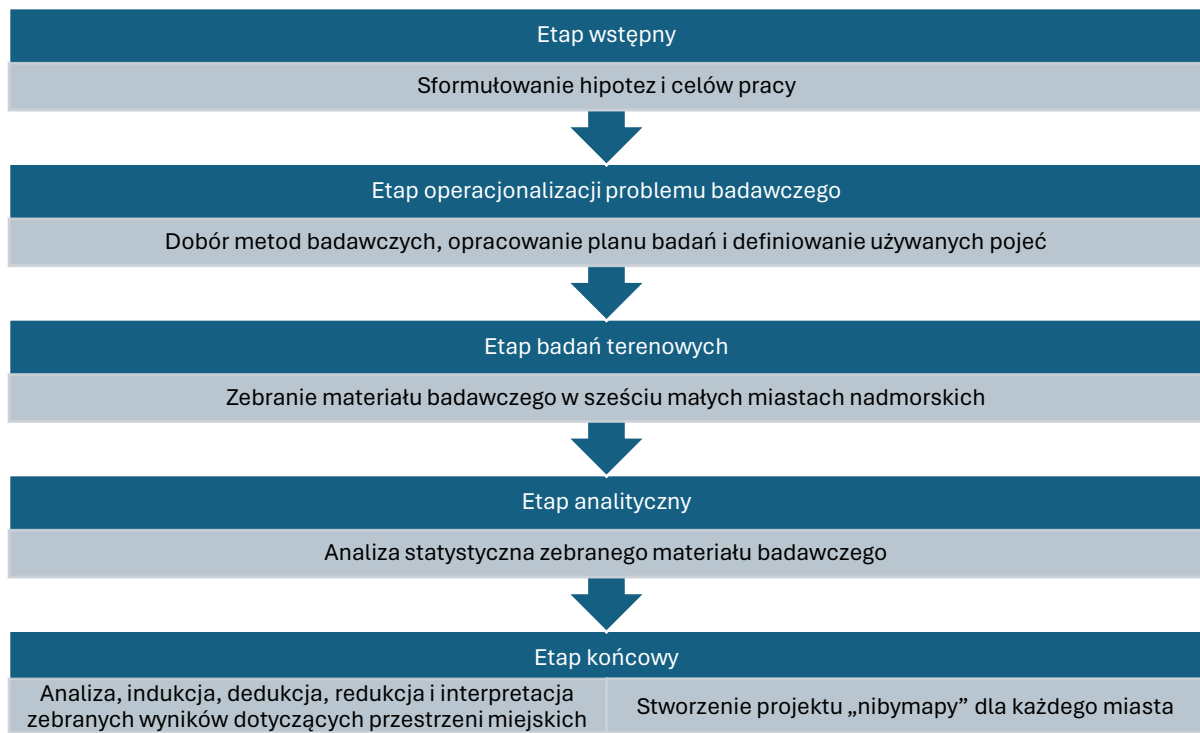 Etap wstępny
Sformułowanie hipotez i celów pracy
Etap operacjonalizacji problemu badawczego
Dobór metod badawczych, opracowanie planu badań i definiowanie używanych pojeć
Etap badań terenowych
Zebranie materiału badawczego w sześciu małych miastach nadmorskich
Etap analityczny
Analiza statystyczna zebranego materiału badawczego
Etap końcowy
Analiza, indukcja, dedukcja, redukcja i interpretacja
zebranych wyników dotyczących przestrzeni miejskich
Stworzenie projektu „nibymapy” dla każdego miasta